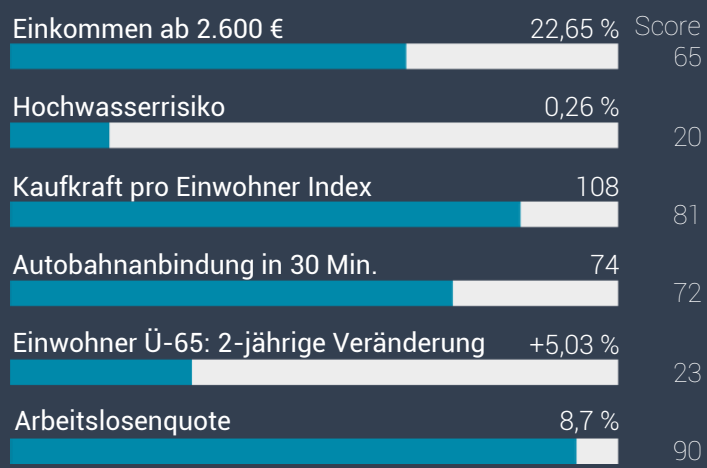 Einkommen ab 2.600 € 22,65 % Score
65
Hochwasserrisiko 0,26 %
20
Kaufkraft pro Einwohner Index 108
81
Autobahnanbindung in 30 Min. 74
72
Einwohner Ü-65: 2-jährige Veränderung +5,03 %
23
Arbeitslosenquote 8,7 %
90